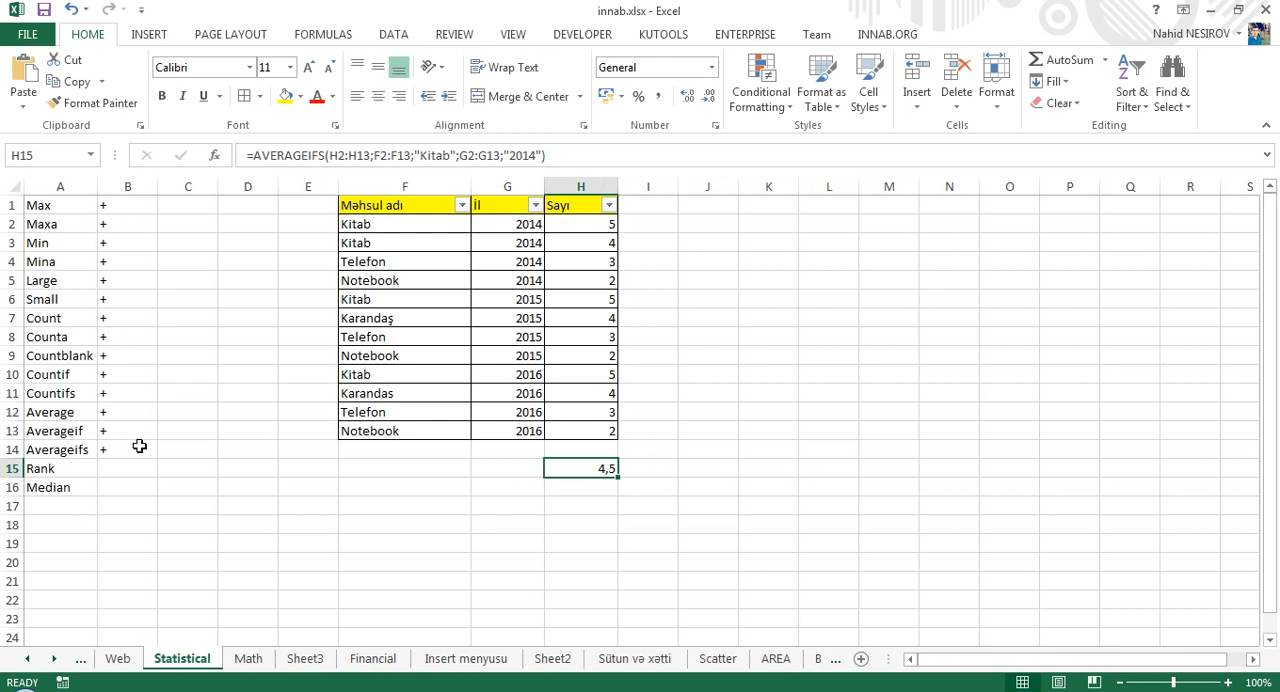 innab.xlsx - Excel
FILE HOME INSERT PAGE LAYOUT FORMULAS DATA REVIEW VIEW DEVELOPER KUTOOLS ENTERPRISE Team INNAB.ORG Nahid NESIROV
Cut
Copy
Format Painter
Paste
Clipboard
Calibri 11
B I U
Font
Wrap Text
Merge & Center
Alignment
General
%
Number
Conditional Formatting
Format as Table
Cell Styles
Styles
Insert Delete Format
Cells
AutoSum
Fill
Clear
Sort & Filter
Find & Select
Editing
H15 fx =AVERAGEIFS(H2:H13;F2:F13;"Kitab";G2:G13;"2014")
A B C D E F G H I J K L M N O P Q R S
1 Max + Məhsul adı İl Sayı
2 Maxa + Kitab 2014 5
3 Min + Kitab 2014 4
4 Mina + Telefon 2014 3
5 Large + Notebook 2014 2
6 Small + Kitab 2015 5
7 Count + Karandaş 2015 4
8 Counta + Telefon 2015 3
9 Countblank + Notebook 2015 2
10 Countif + Kitab 2016 5
11 Countifs + Karandas 2016 4
12 Average + Telefon 2016 3
13 Averageif + Notebook 2016 2
14 Averageifs +
15 Rank 4,5
16 Median
17
18
19
20
21
22
23
24
... Web Statistical Math Sheet3 Financial Insert menyusu Sheet2 Sütun və xətti Scatter AREA B ...
READY 100%